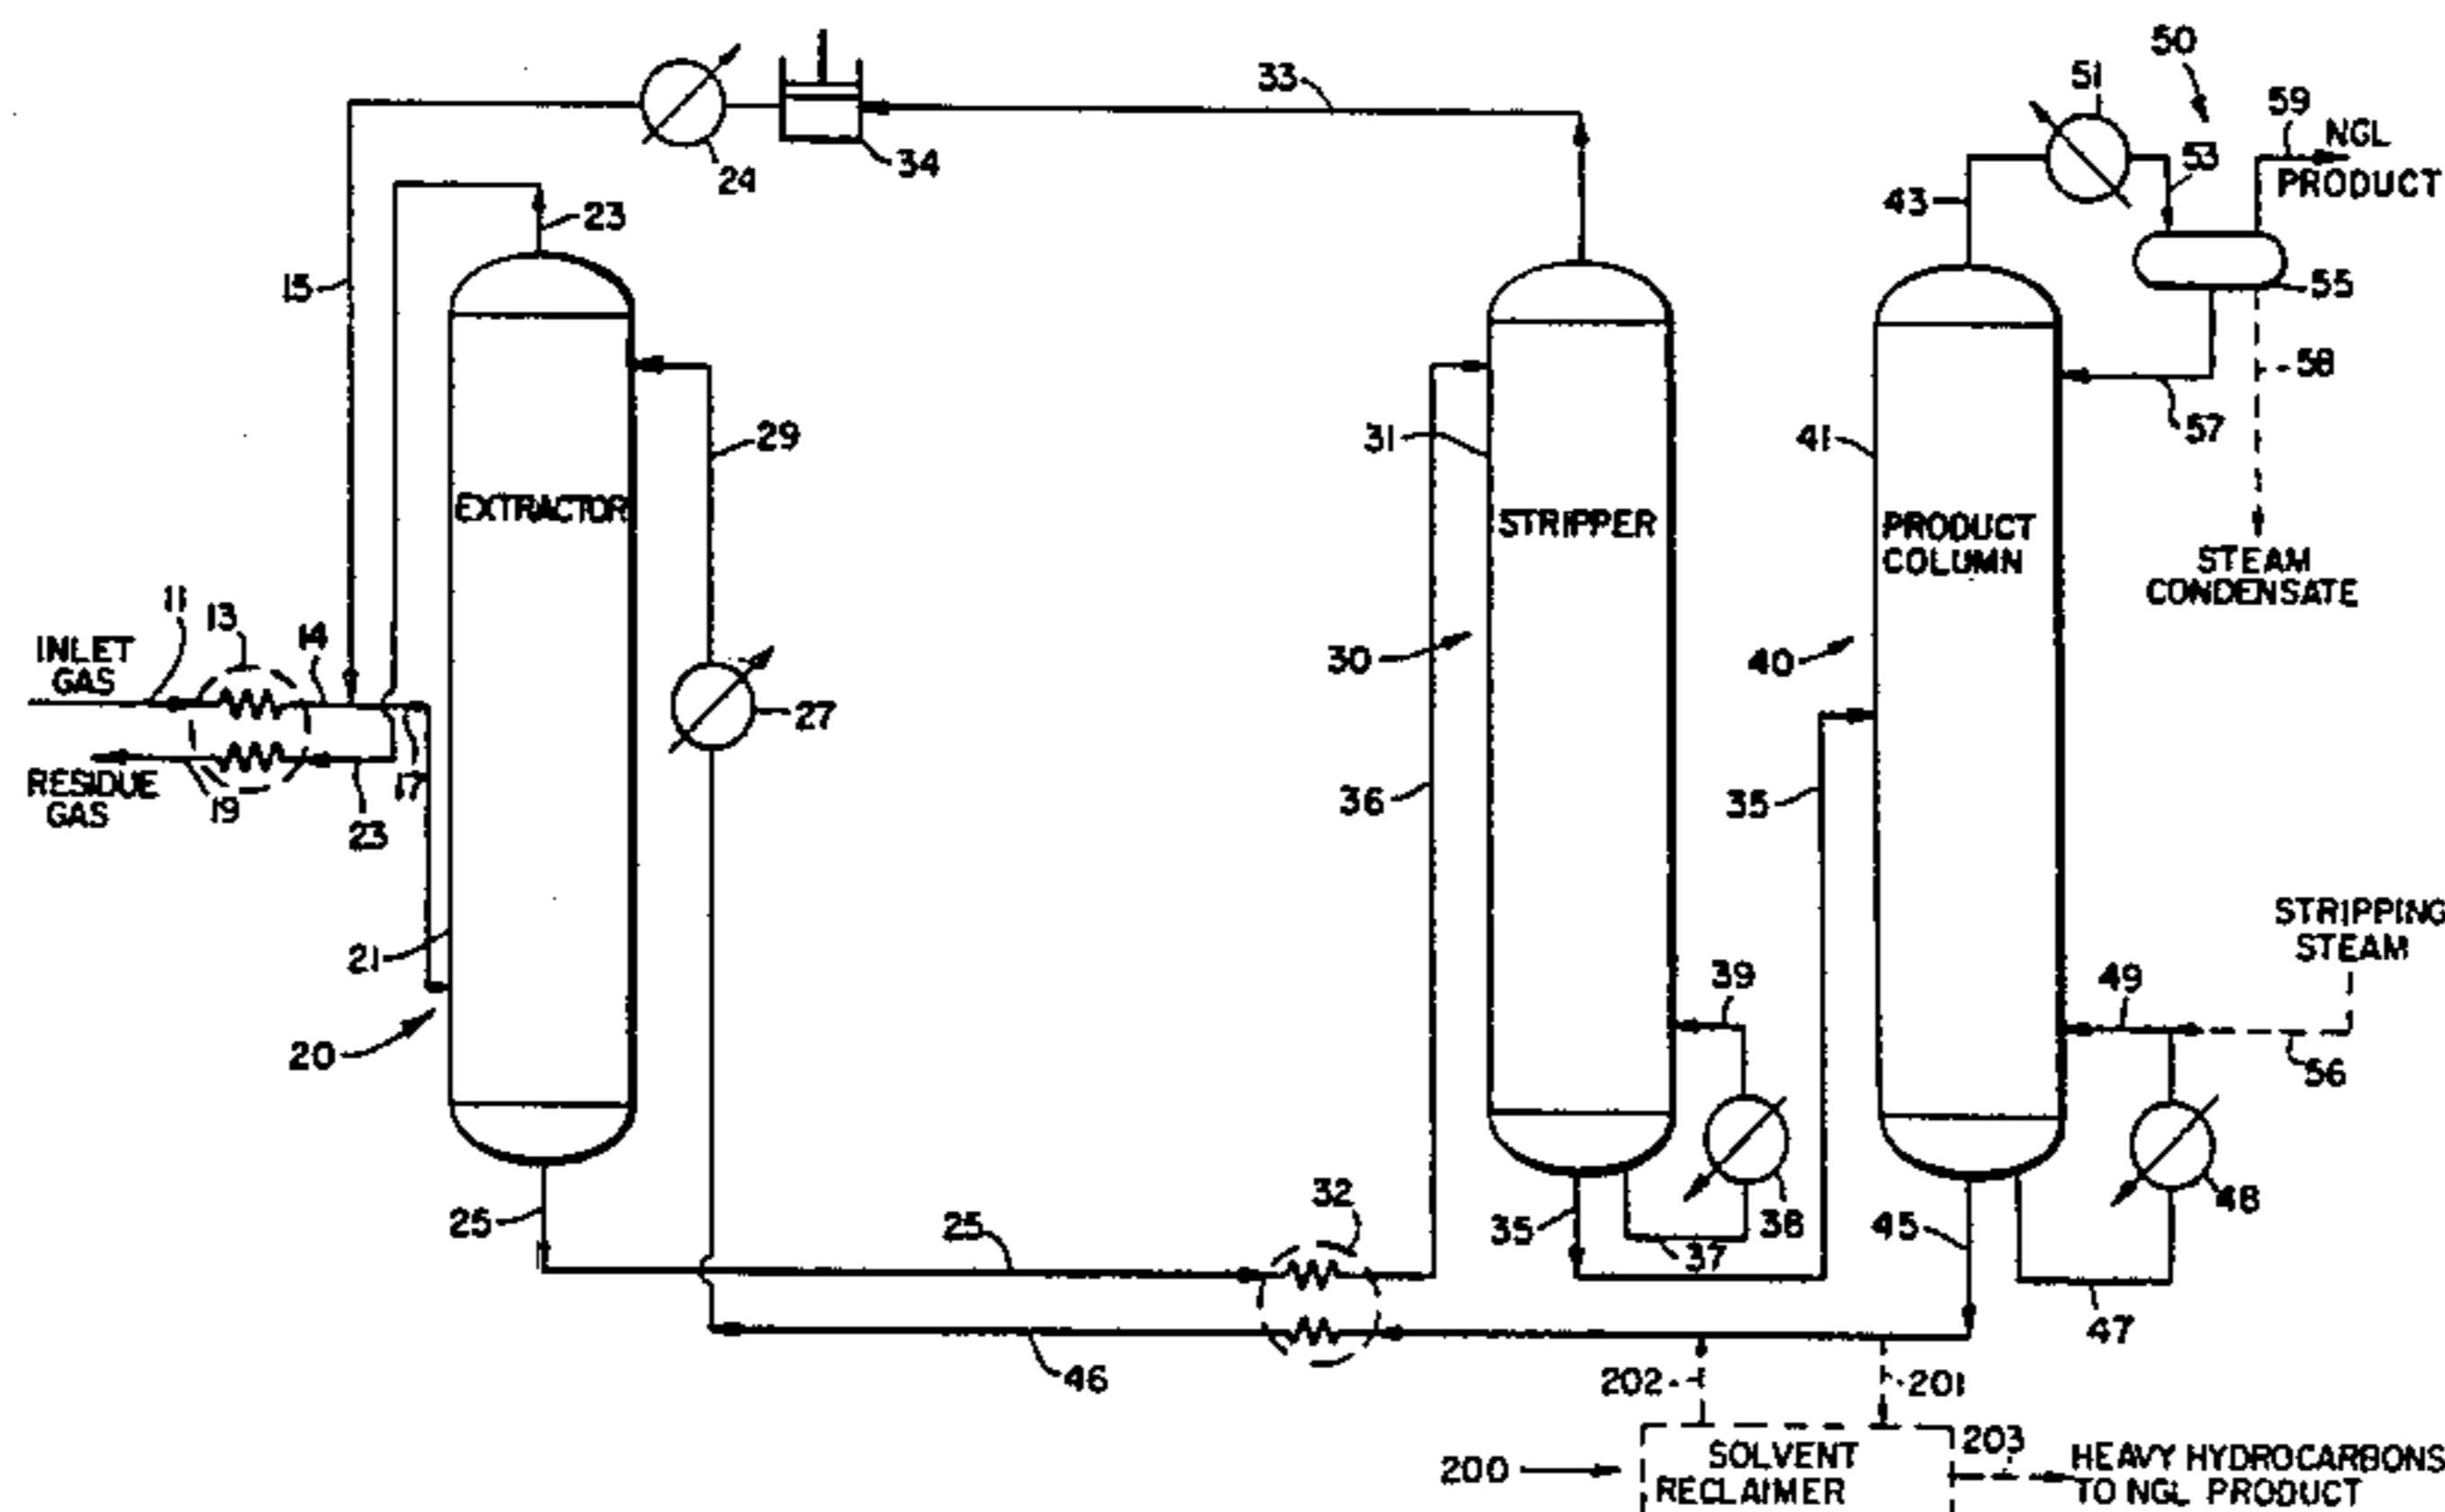 50
51
59
NGL
PRODUCT
53
33
34
24
23
43
15
55
58
57
29
31
41
EXTRACTOR
STRIPPER
PRODUCT
COLUMN
STEAM
CONDENSATE
11
13
14
INLET
GAS
30
40
27
RESIDUE
GAS
19
23
17
36
35
21
20
STRIPPING
STEAM
39
49
56
25
25
32
35
37
38
45
48
47
46
202
201
200
SOLVENT
RECLAIMER
203
HEAVY HYDROCARBONS
TO NGL PRODUCT